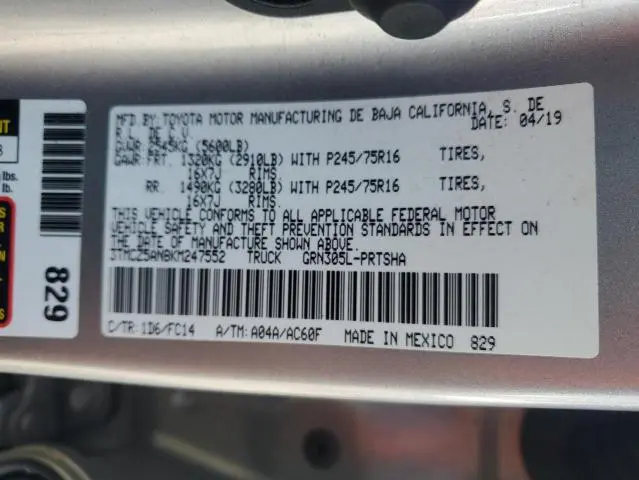 MFD BY: TOYOTA MOTOR MANUFACTURING DE BAJA CALIFORNIA, S. DE
R.L. DE C.V. DATE: 04/19
GVWR 2545KG (5600LB)
GAWR: FRT. 1320KG (2910LB) WITH P245/75R16 TIRES,
16X7J RIMS.
RR. 1490KG (3280LB) WITH P245/75R16 TIRES,
16X7J RIMS.
THIS VEHICLE CONFORMS TO ALL APPLICABLE FEDERAL MOTOR
VEHICLE SAFETY AND THEFT PREVENTION STANDARDS IN EFFECT ON
THE DATE OF MANUFACTURE SHOWN ABOVE.
3TMCZ5AN8KM247552 TRUCK GRN305L-PRTSHA
C/TR: 1D6/FC14 A/TM: A04A/AC60F MADE IN MEXICO 829
829
lbs.
lb.